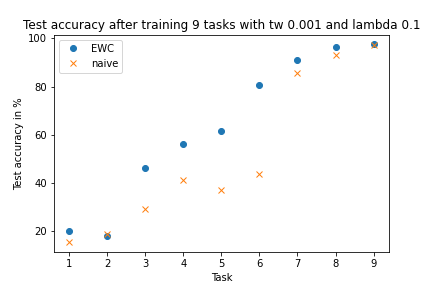 Test accuracy after training 9 tasks with tw 0.001 and lambda 0.1
EWC
naive
100
80
60
40
20
Test accuracy in %
1 2 3 4 5 6 7 8 9
Task